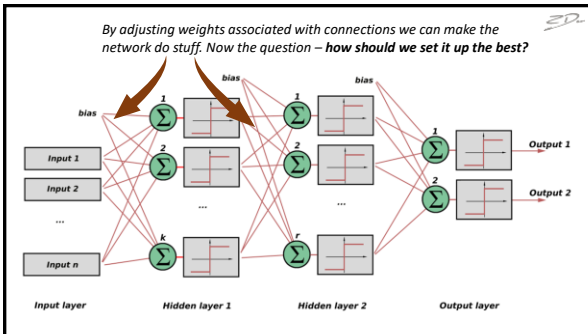 By adjusting weights associated with connections we can make the
network do stuff. Now the question – how should we set it up the best?
bias
bias
bias
1
1
1
Σ
Σ
Σ
Input 1
2
2
2
Σ
Σ
Σ
Output 1
Input 2
Output 2
...
...
...
k
r
Input n
Σ
Σ
Input layer
Hidden layer 1
Hidden layer 2
Output layer